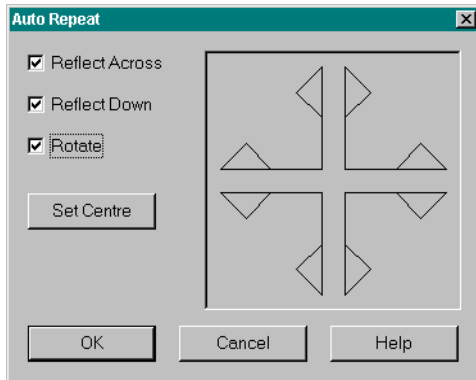 Auto Repeat
Reflect Across
Reflect Down
Rotate
Set Centre
OK Cancel Help